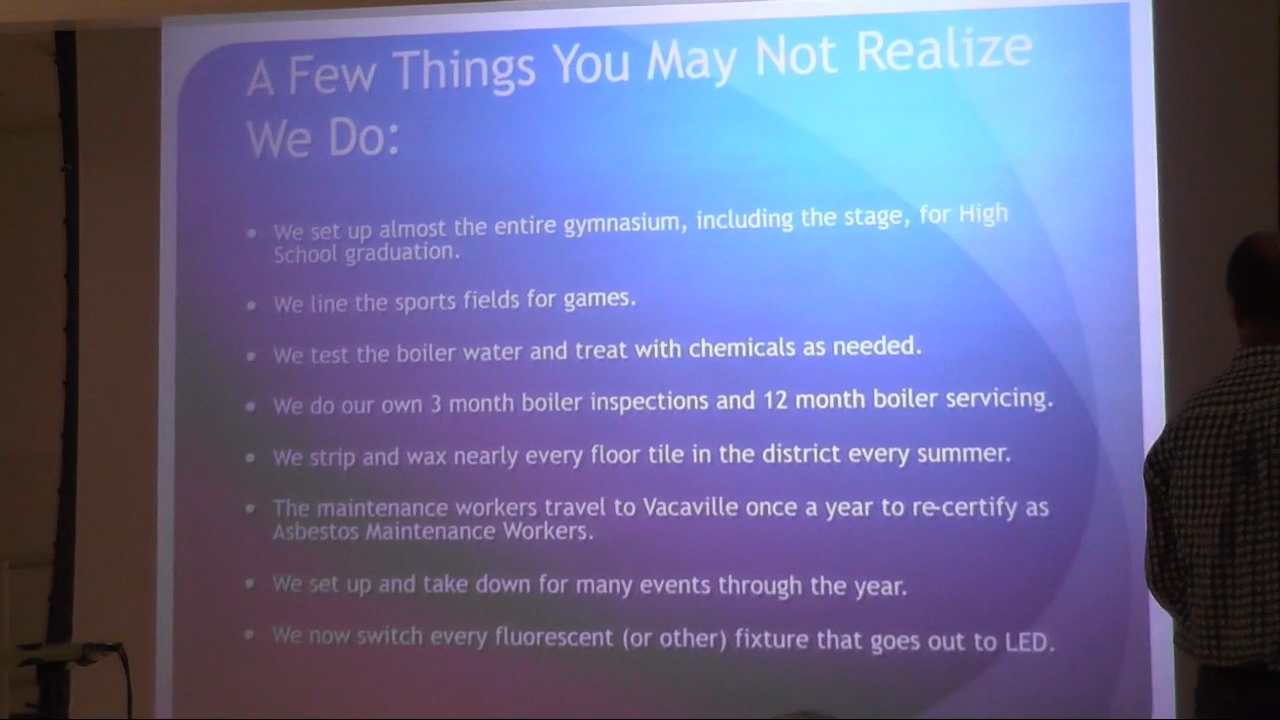 A Few Things You May Not Realize
We Do:
• We set up almost the entire gymnasium, including the stage, for High
School graduation.
• We line the sports fields for games.
• We test the boiler water and treat with chemicals as needed.
• We do our own 3 month boiler inspections and 12 month boiler servicing.
• We strip and wax nearly every floor tile in the district every summer.
• The maintenance workers travel to Vacaville once a year to re-certify as
Asbestos Maintenance Workers.
• We set up and take down for many events through the year.
• We now switch every fluorescent (or other) fixture that goes out to LED.